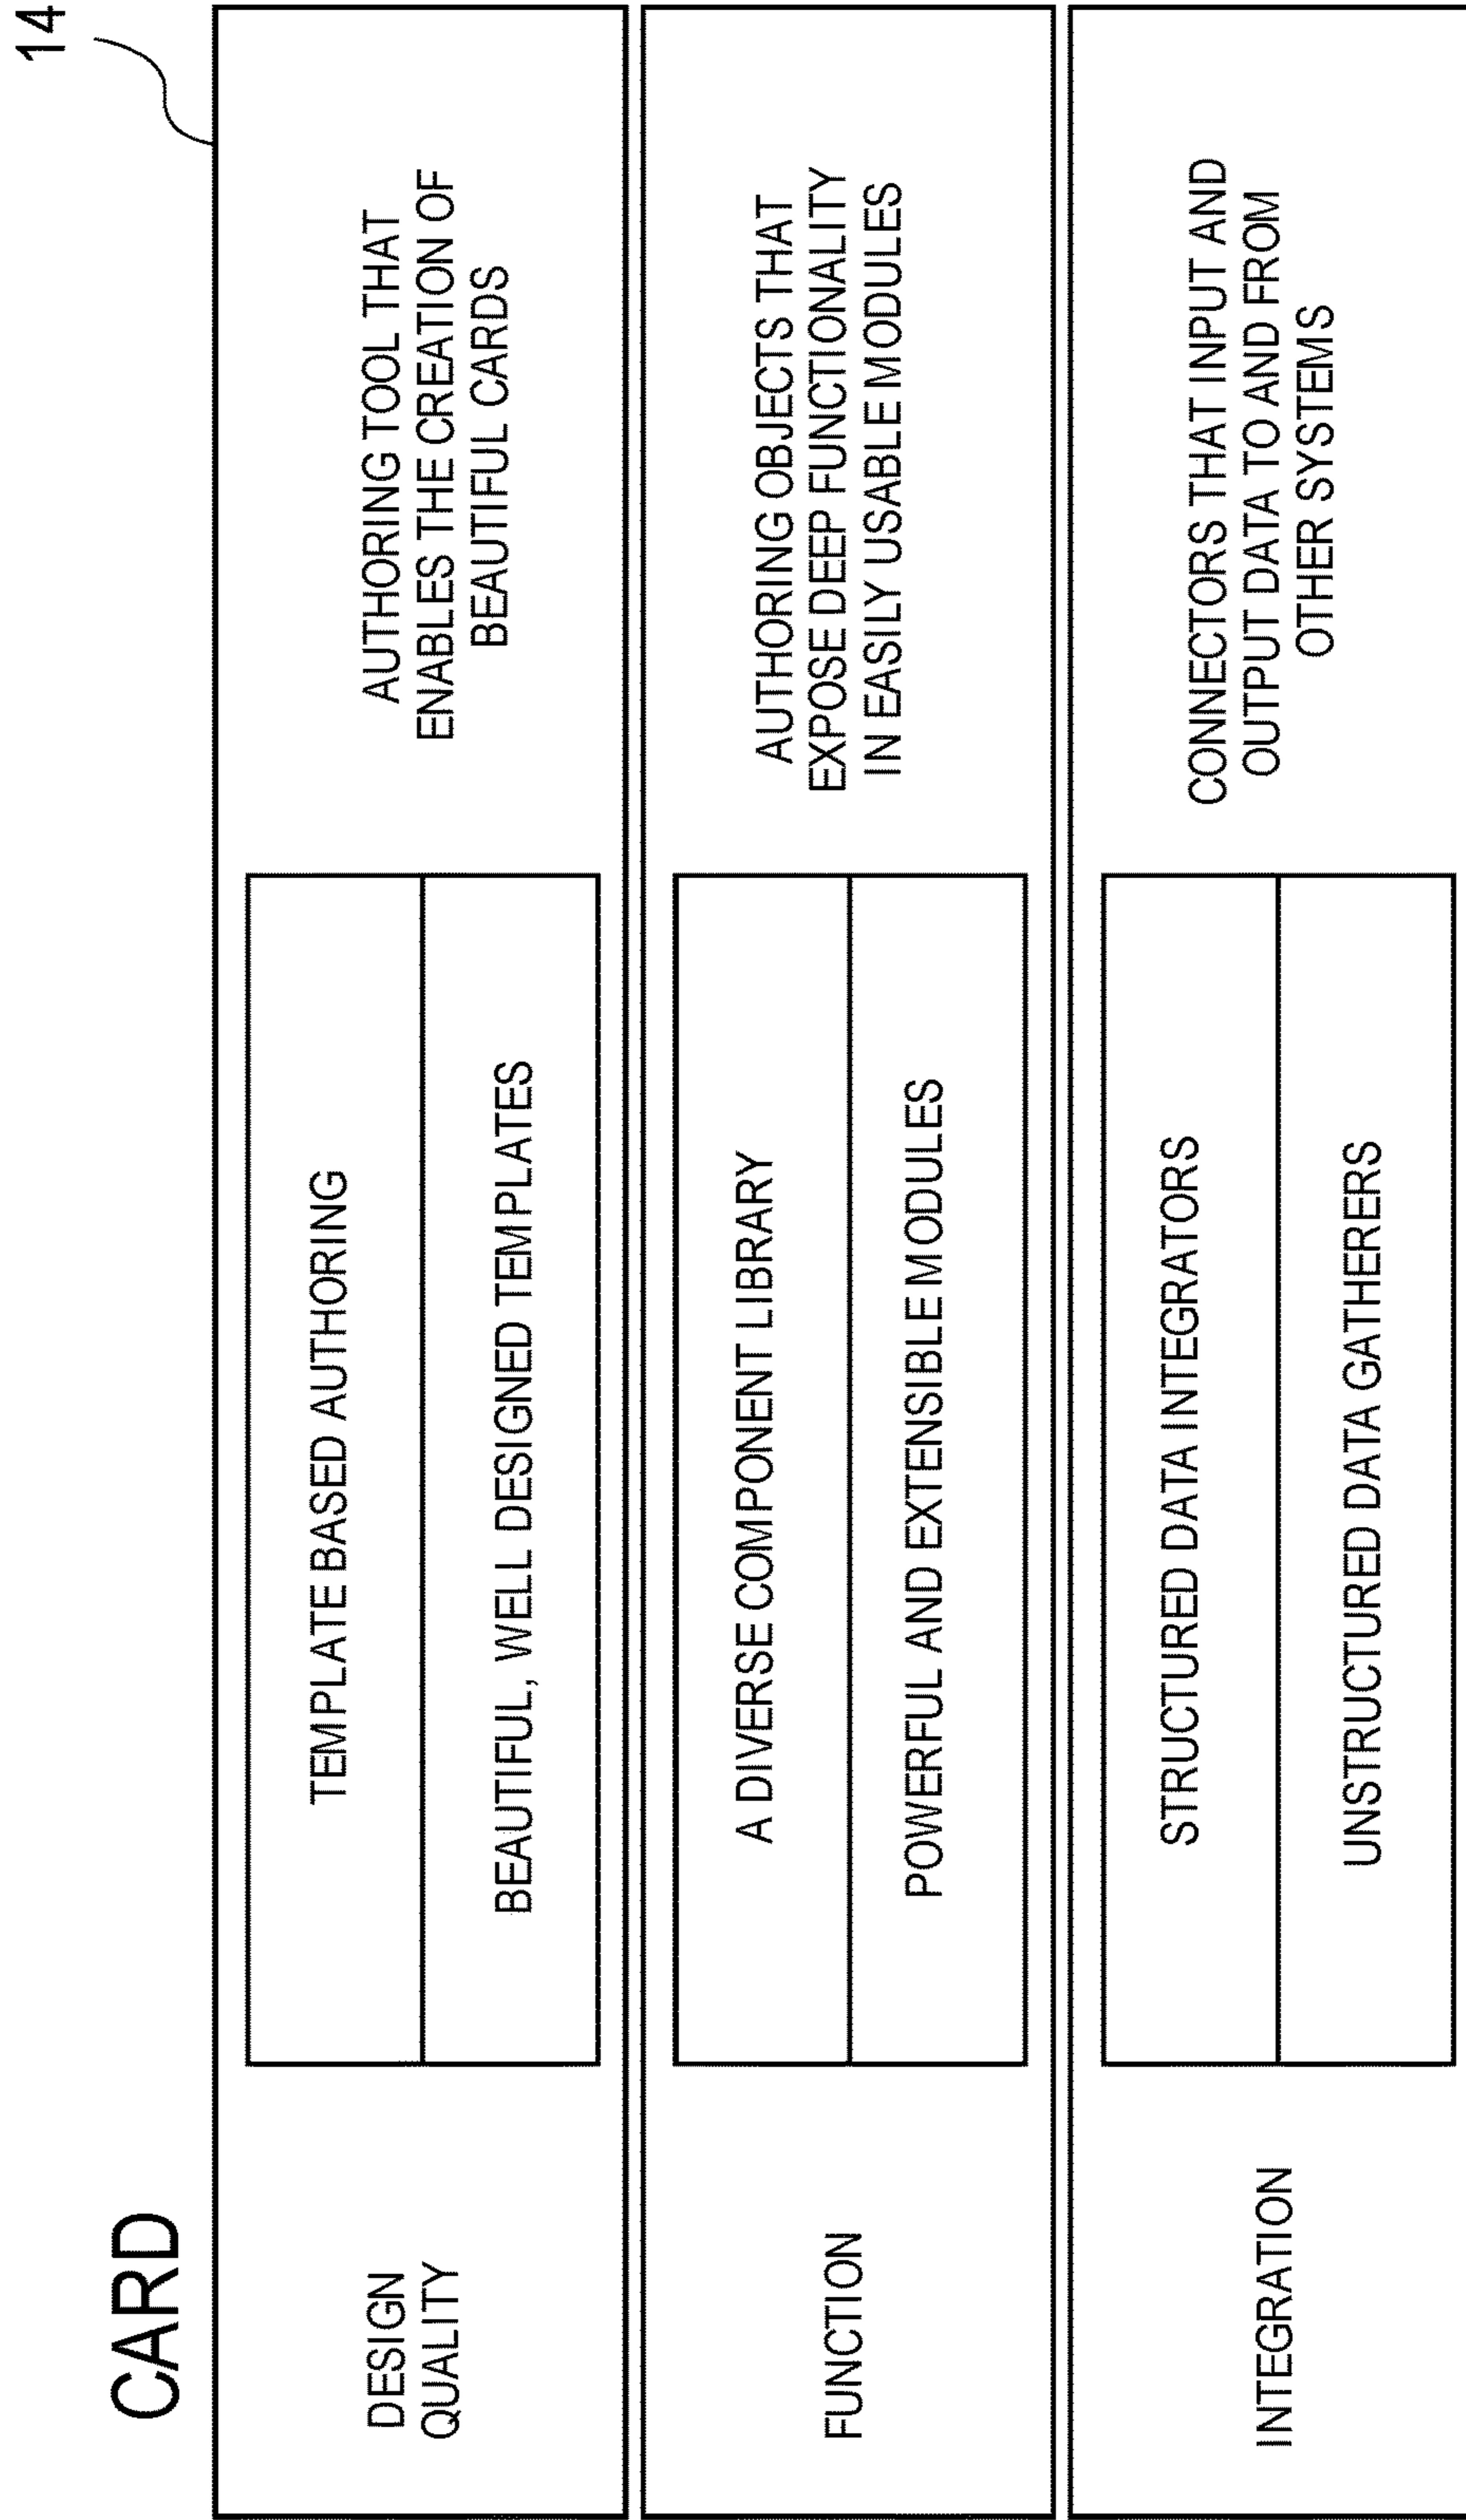 14
CARD
DESIGN
QUALITY
TEMPLATE BASED AUTHORING
BEAUTIFUL, WELL DESIGNED TEMPLATES
AUTHORING TOOL THAT
ENABLES THE CREATION OF
BEAUTIFUL CARDS
FUNCTION
A DIVERSE COMPONENT LIBRARY
POWERFUL AND EXTENSIBLE MODULES
AUTHORING OBJECTS THAT
EXPOSE DEEP FUNCTIONALITY
IN EASILY USABLE MODULES
INTEGRATION
STRUCTURED DATA INTEGRATORS
UNSTRUCTURED DATA GATHERERS
CONNECTORS THAT INPUT AND
OUTPUT DATA TO AND FROM
OTHER SYSTEMS